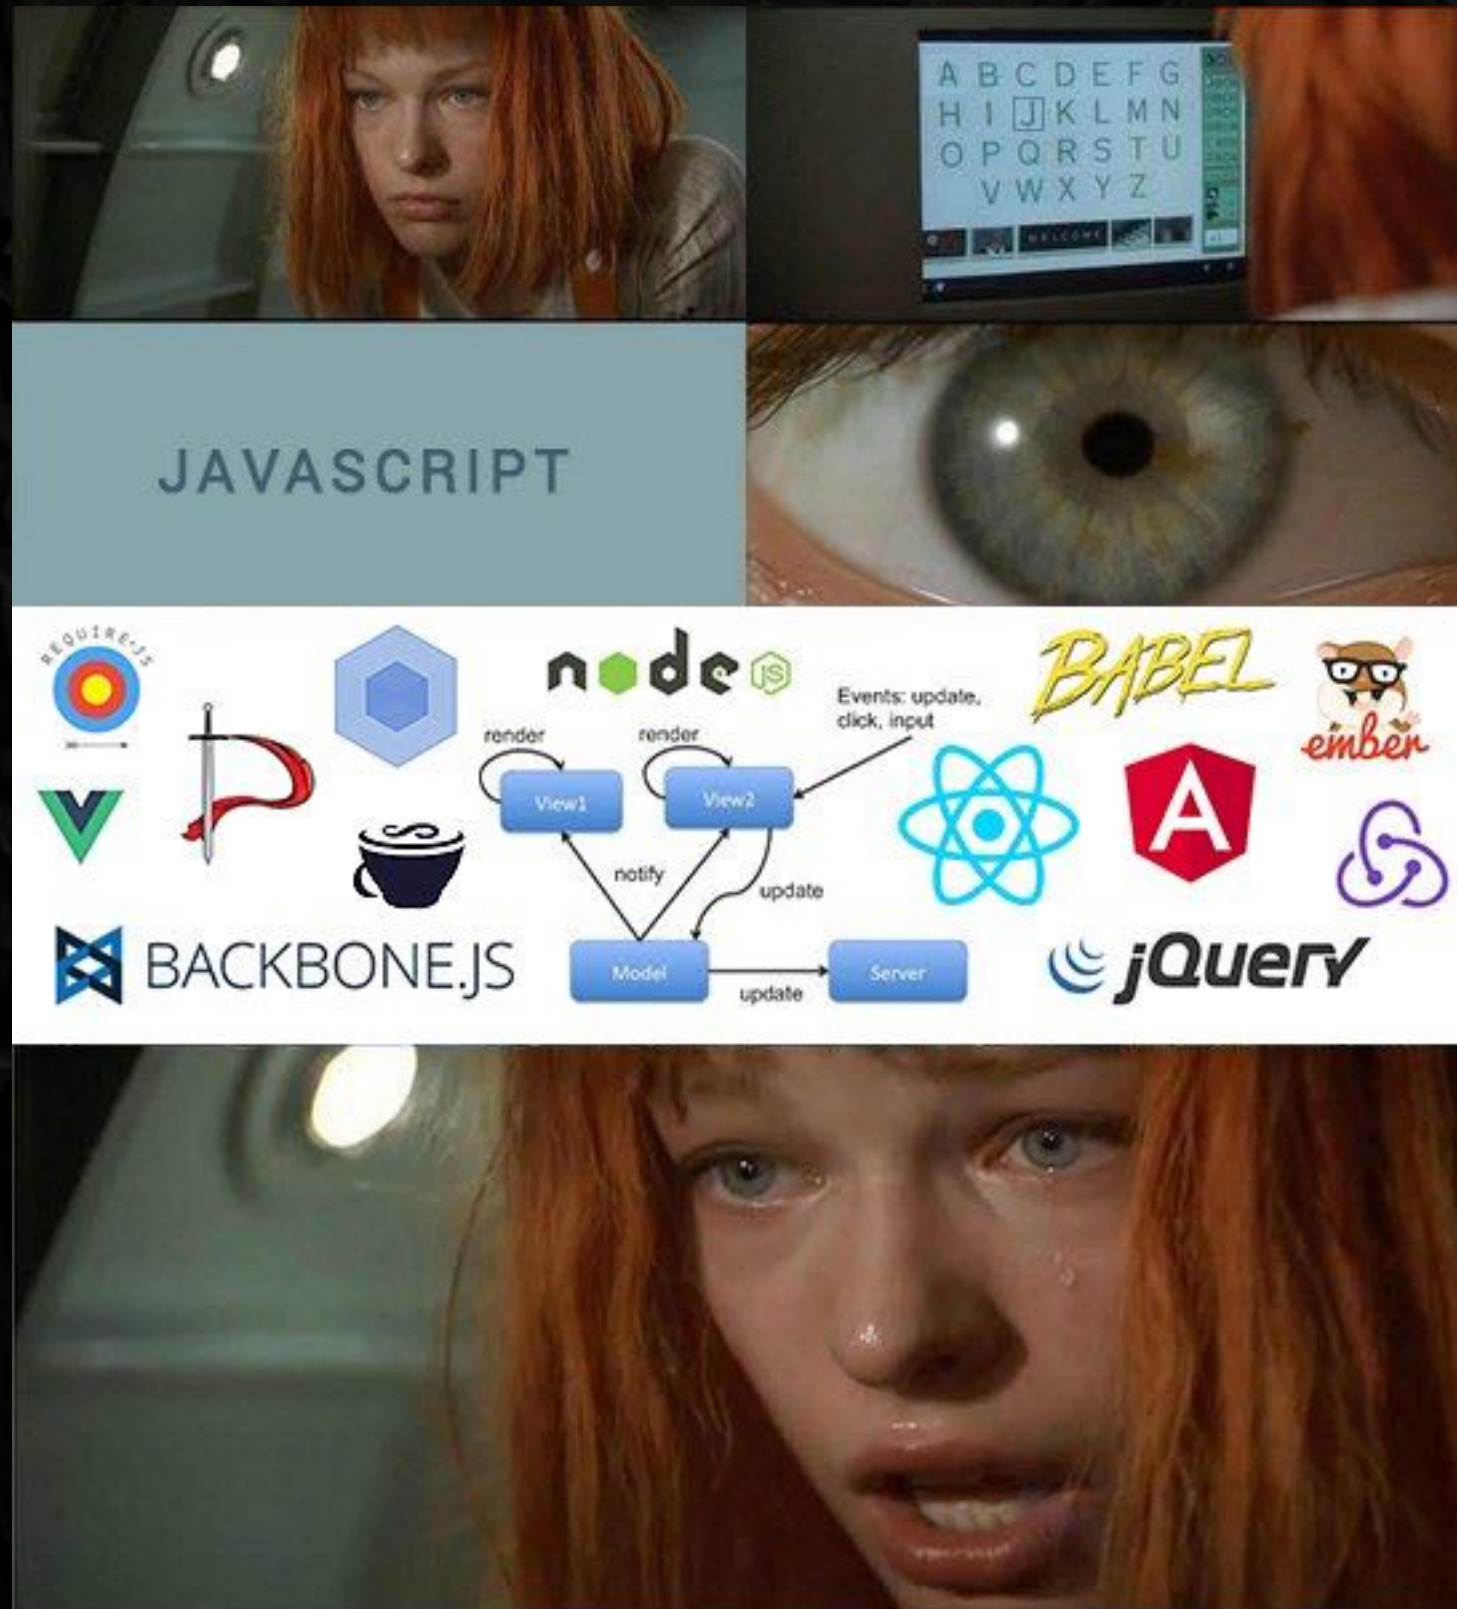 A B C D E F G
H I J K L M N
O P Q R S T U
V W X Y Z
WELCOME
JAVASCRIPT
REQUIRE·JS
node
JS
BABEL
Events: update,
click, input
ember
render
render
View1
View2
A
notify
update
BACKBONE.JS
Model
update
Server
jQuery